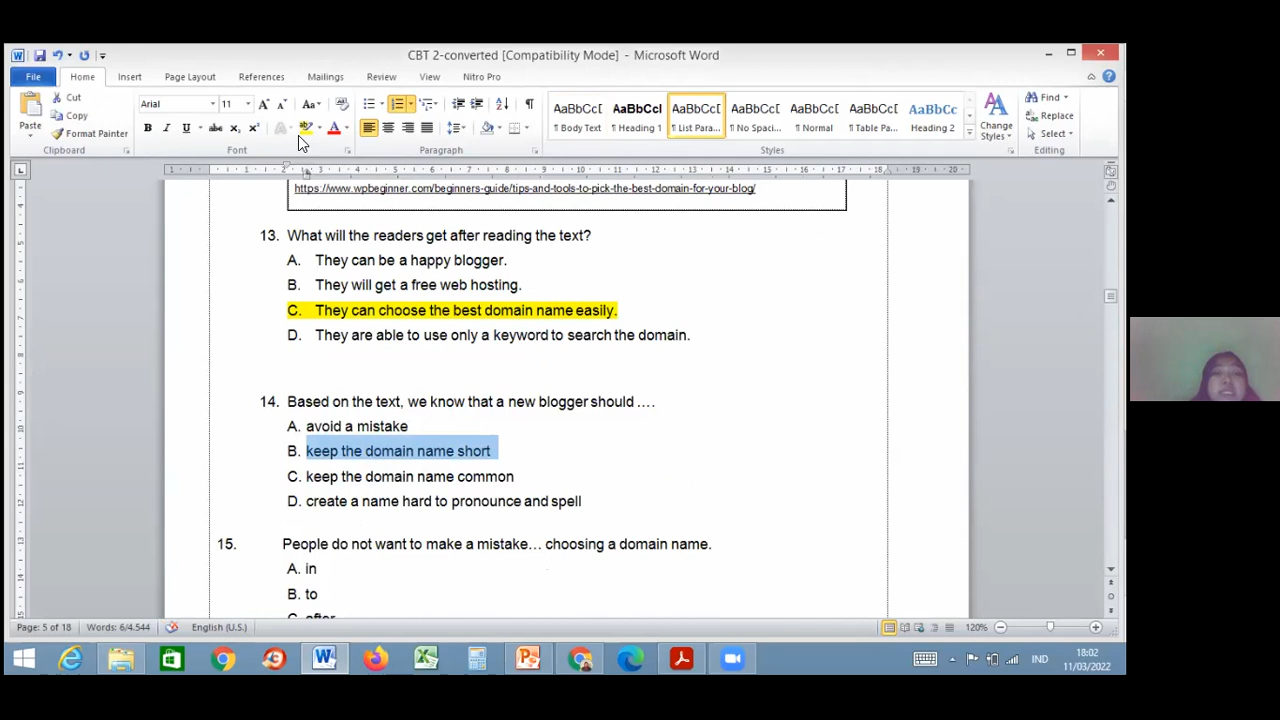 CBT 2-converted [Compatibility Mode] - Microsoft Word
File Home Insert Page Layout References Mailings Review View Nitro Pro
Cut
Copy
Format Painter
Paste
Clipboard
Arial 11
Font
Paragraph
AaBbCc[ AaBbCcI AaBbCc[ AaBbCc[ AaBbCc[ AaBbCc[ AaBbCc
¶ Body Text ¶ Heading 1 ¶ List Para... ¶ No Spaci... ¶ Normal ¶ Table Pa... Heading 2
Styles
Change Styles
Find
Replace
Select
Editing
https://www.wpbeginner.com/beginners-guide/tips-and-tools-to-pick-the-best-domain-for-your-blog/
13. What will the readers get after reading the text?
A. They can be a happy blogger.
B. They will get a free web hosting.
C. They can choose the best domain name easily.
D. They are able to use only a keyword to search the domain.
14. Based on the text, we know that a new blogger should ….
A. avoid a mistake
B. keep the domain name short
C. keep the domain name common
D. create a name hard to pronounce and spell
15. People do not want to make a mistake… choosing a domain name.
A. in
B. to
C. after
Page: 5 of 18 Words: 6/4.544 English (U.S.) 120%
IND
18:02
11/03/2022